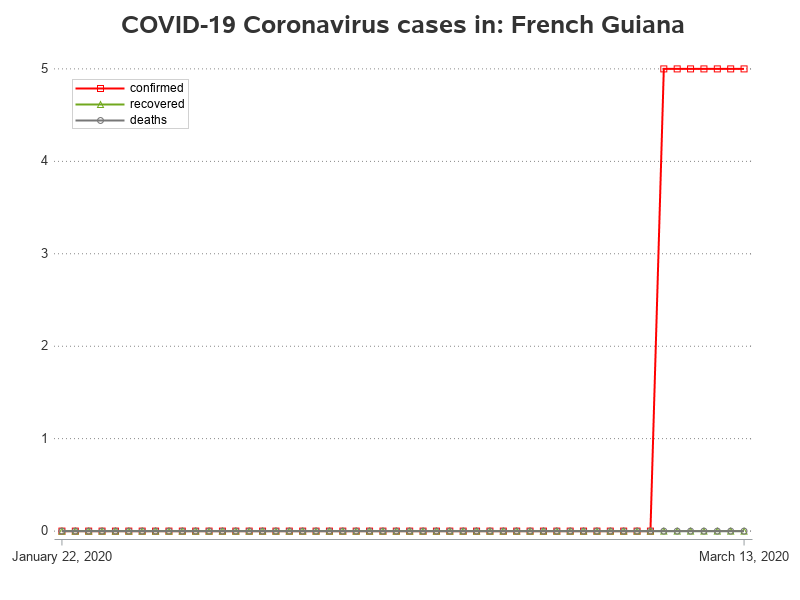 COVID-19 Coronavirus cases in: French Guiana
5
confirmed
recovered
deaths
4
3
2
1
0
January 22, 2020
March 13, 2020